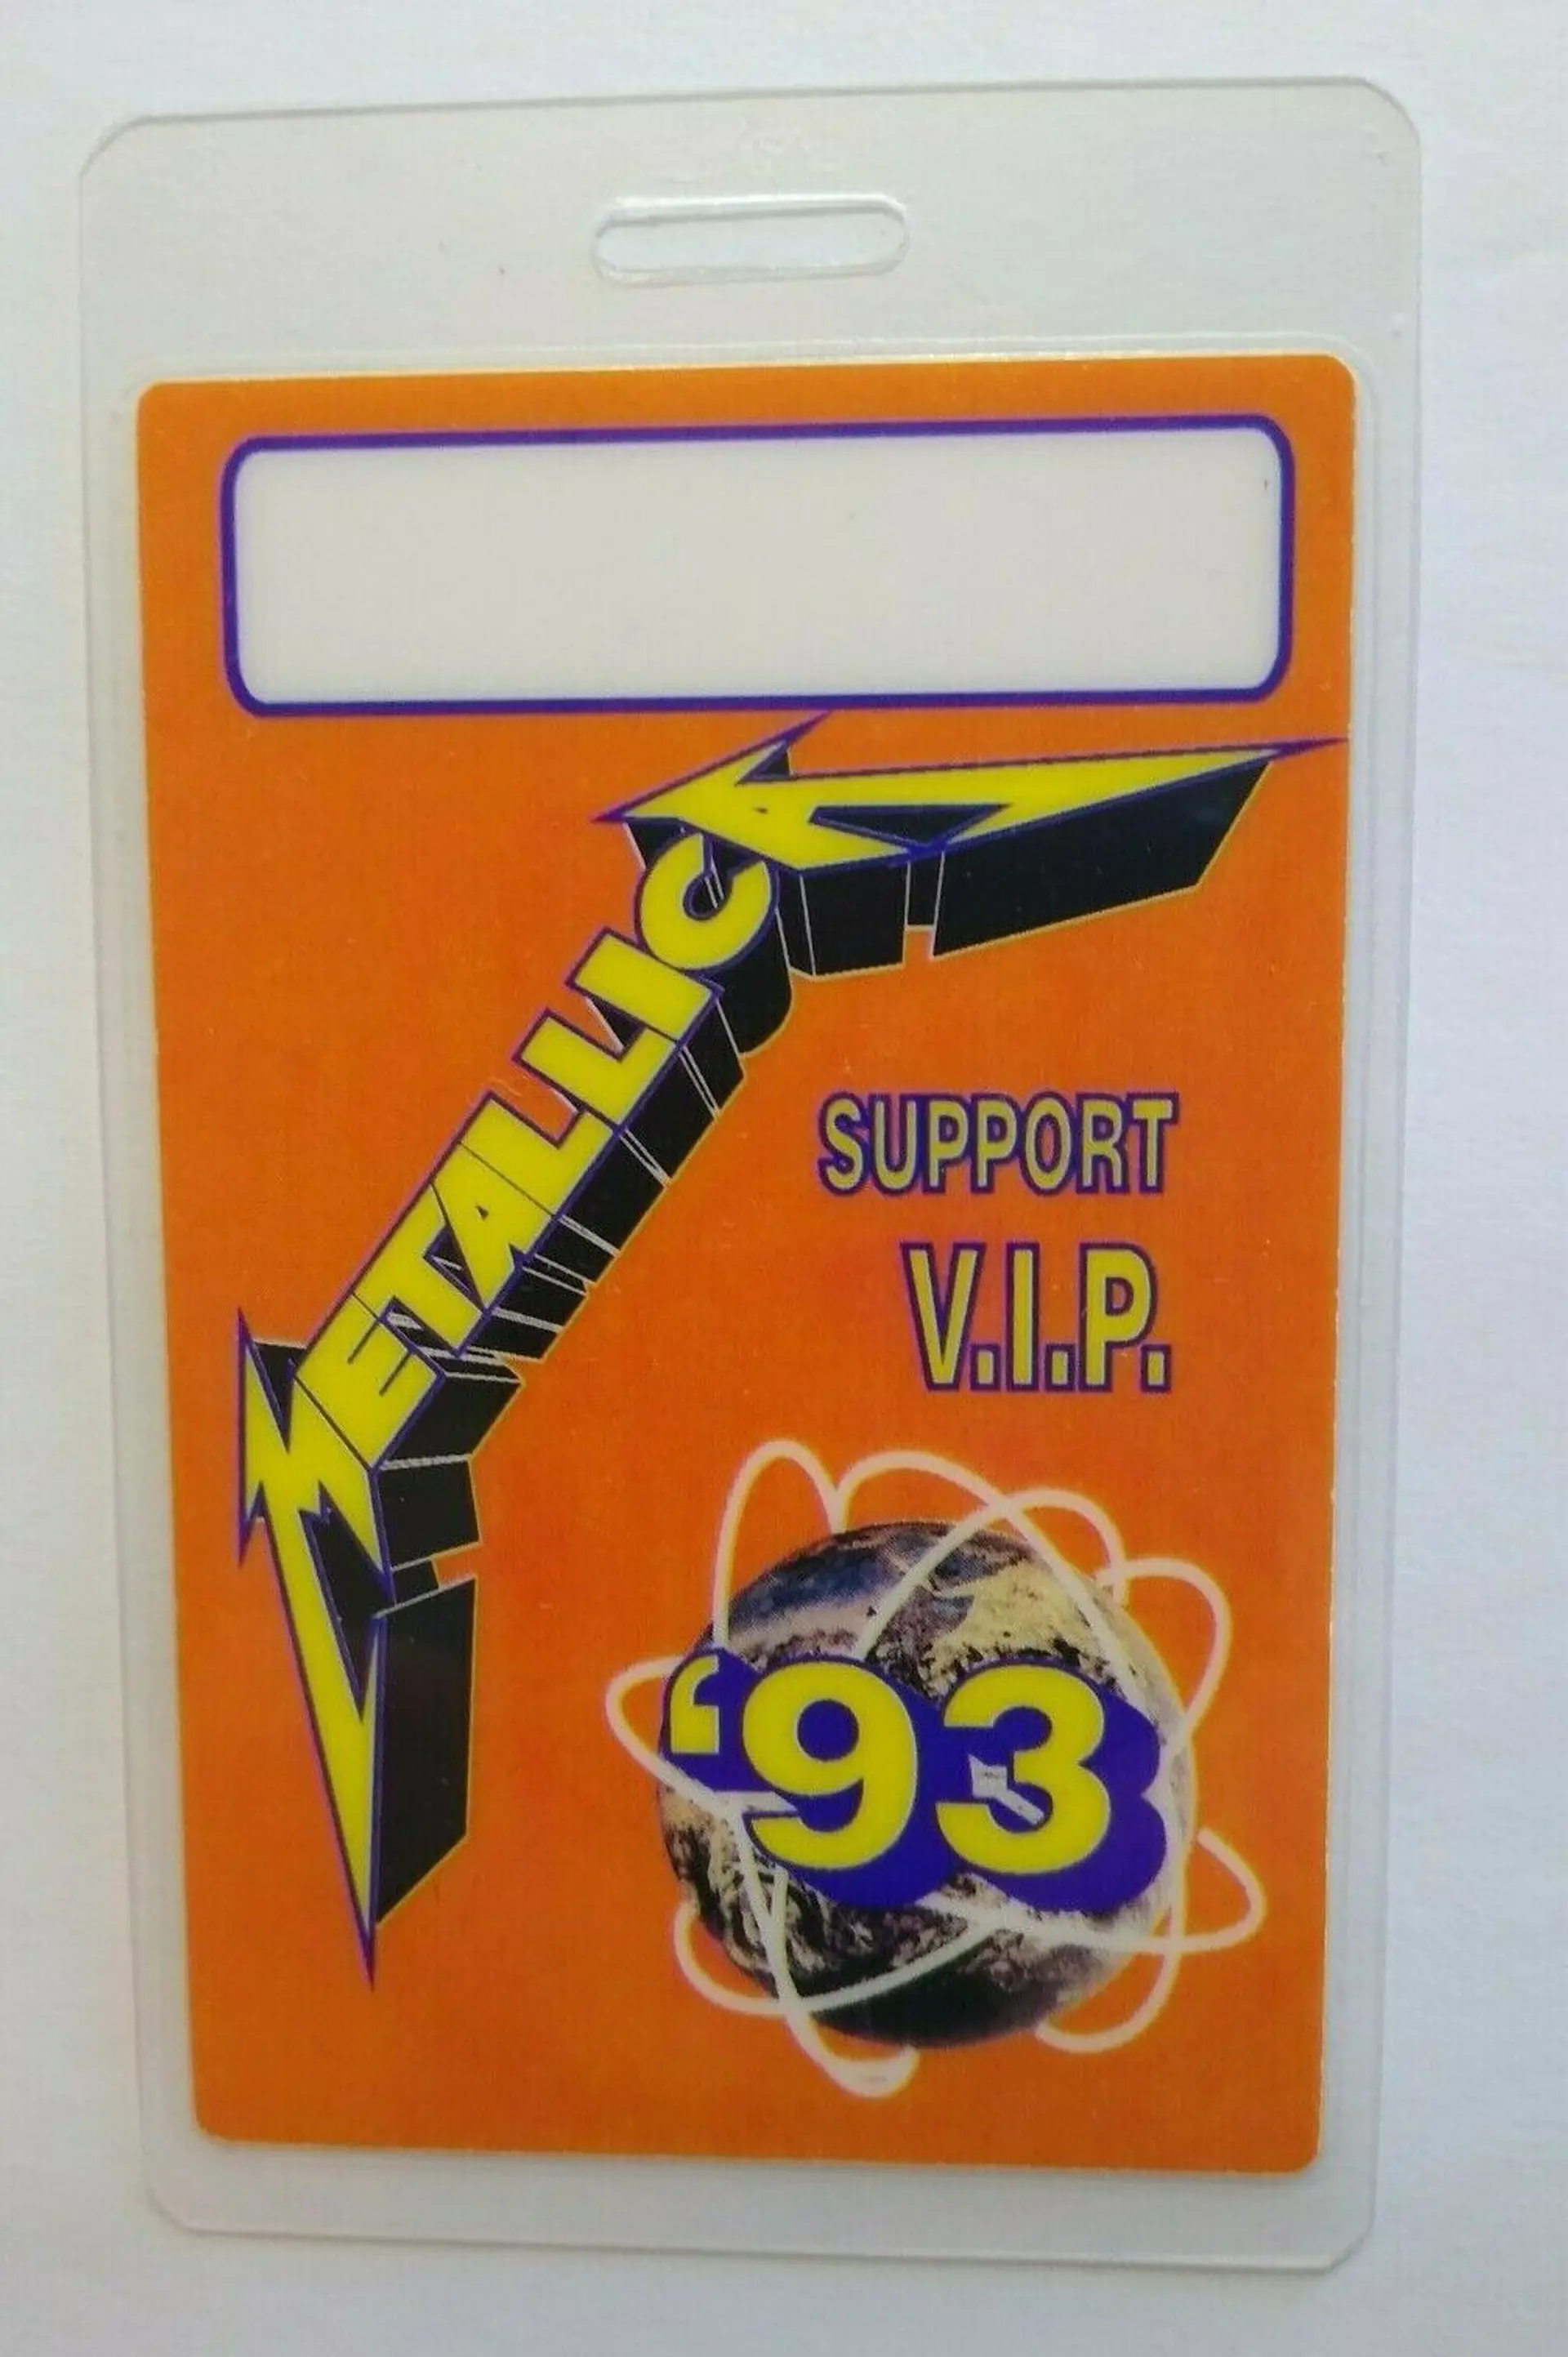 METALLICA
SUPPORT
V.I.P.
‘93